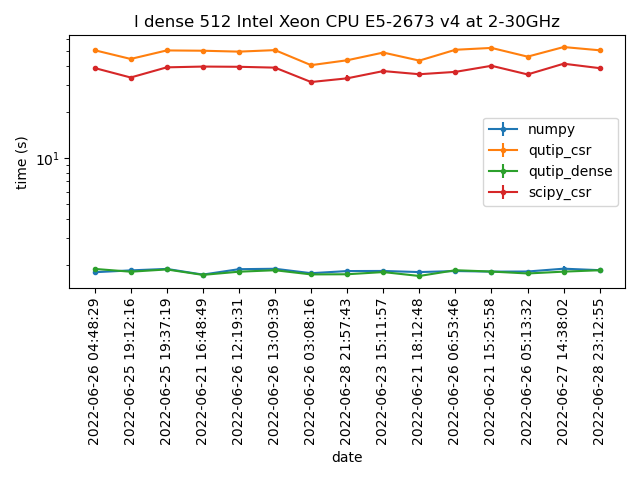 l dense 512 Intel Xeon CPU E5-2673 v4 at 2-30GHz
time (s)
10¹
numpy
qutip_csr
qutip_dense
scipy_csr
2022-06-26 04:48:29
2022-06-25 19:12:16
2022-06-25 19:37:19
2022-06-21 16:48:49
2022-06-26 12:19:31
2022-06-26 13:09:39
2022-06-26 03:08:16
2022-06-28 21:57:43
2022-06-23 15:11:57
2022-06-21 18:12:48
2022-06-26 06:53:46
2022-06-21 15:25:58
2022-06-26 05:13:32
2022-06-27 14:38:02
2022-06-28 23:12:55
date